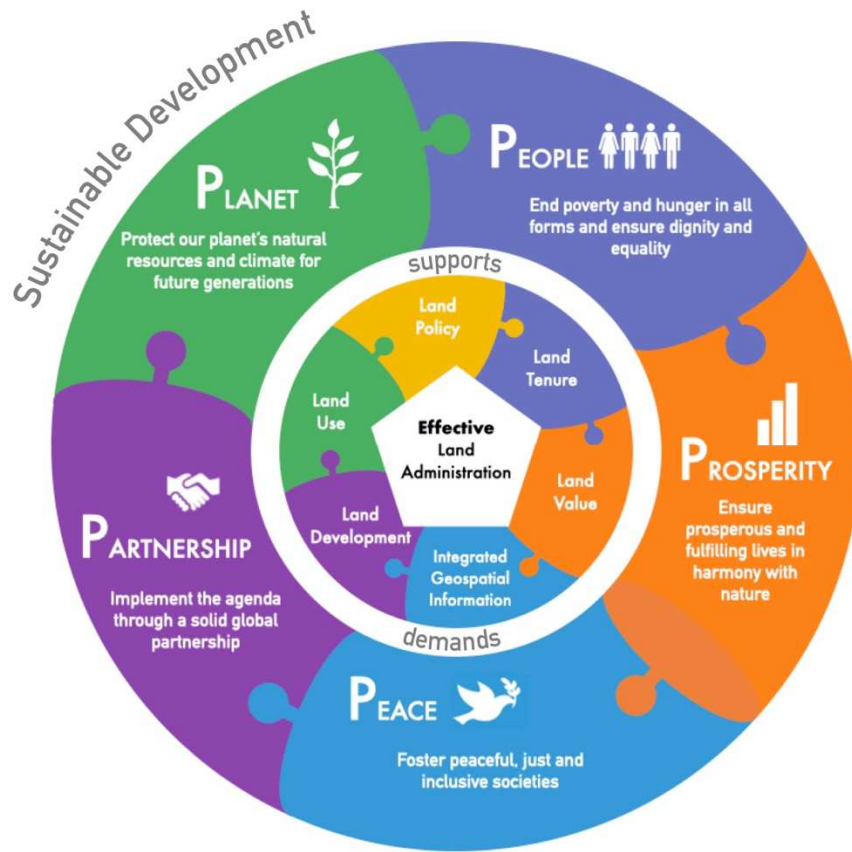 Sustainable Development
PLANET
Protect our planet's natural
resources and climate for
future generations
PEOPLE
End poverty and hunger in all
forms and ensure dignity and
equality
PROSPERITY
Ensure
prosperous and
fulfilling lives in
harmony with
nature
PEACE
Foster peaceful, just and
inclusive societies
PARTNERSHIP
Implement the agenda
through a solid global
partnership
supports
Land
Policy
Land
Tenure
Land
Value
Integrated
Geospatial
Information
Land
Development
Land
Use
Effective
Land
Administration
demands